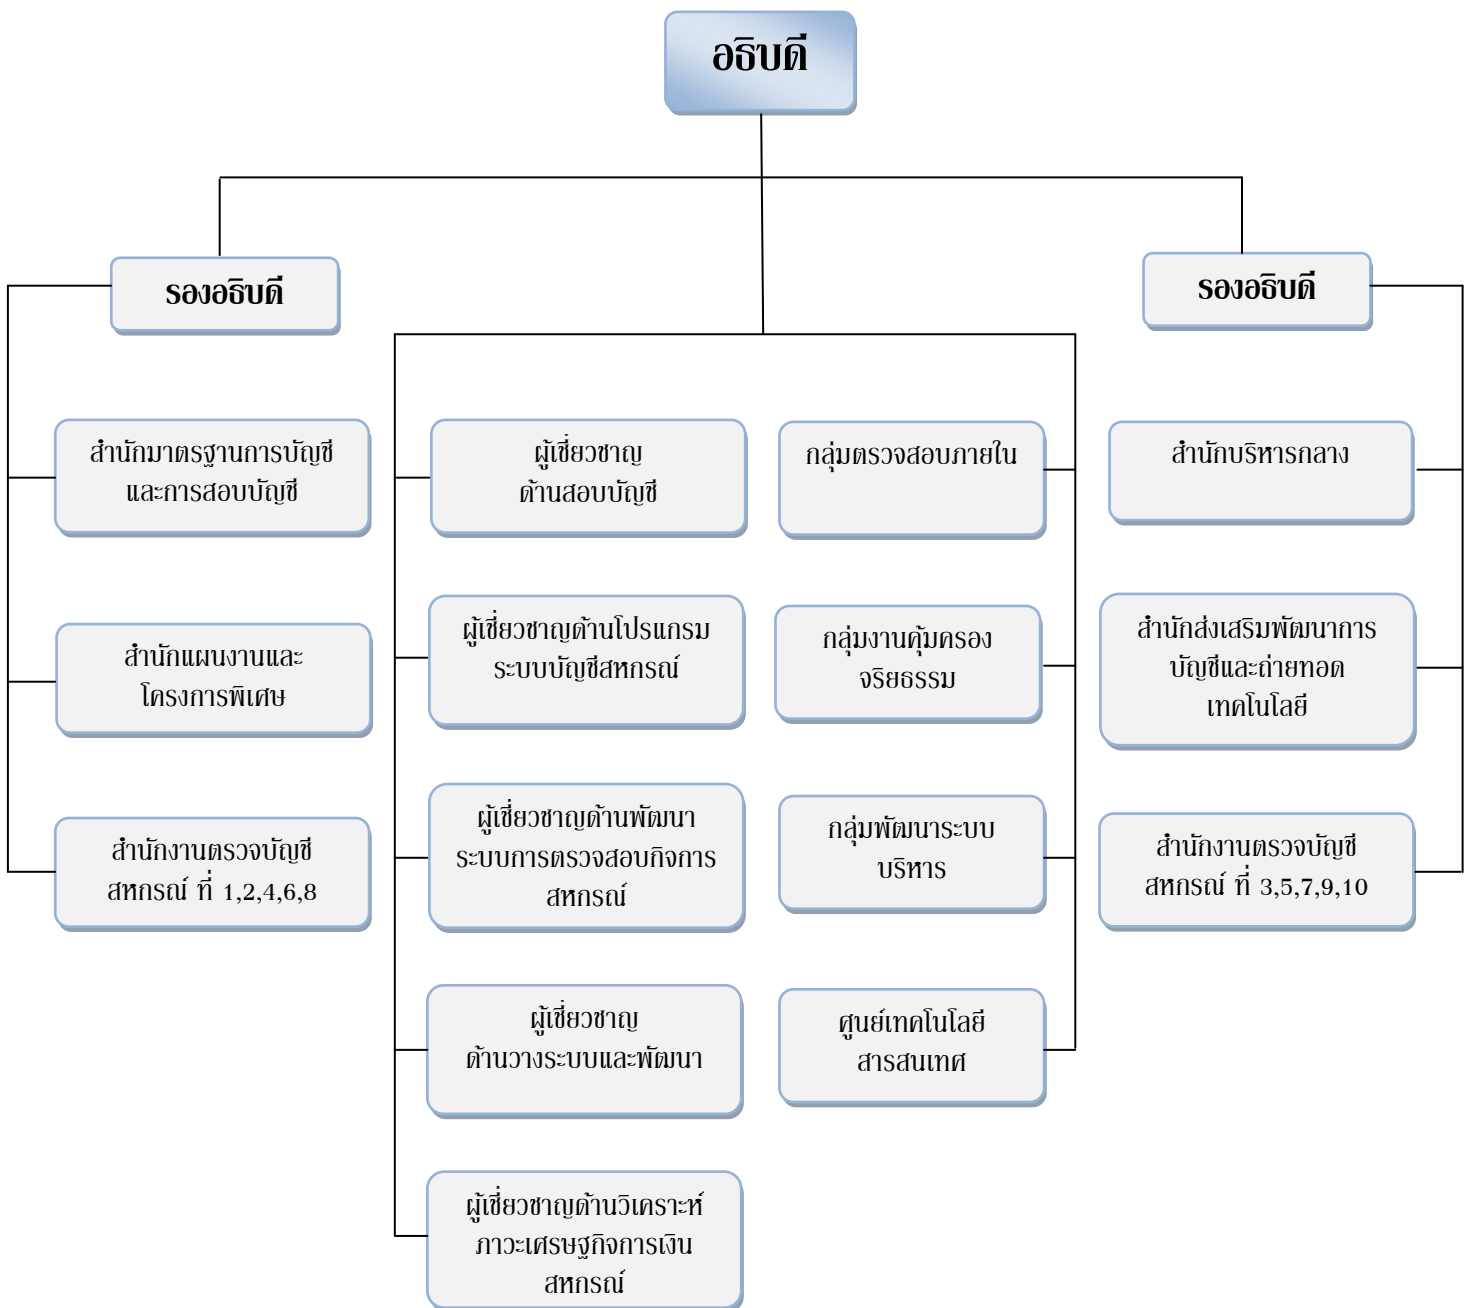 อธิบดี
รองอธิบดี
รองอธิบดี
สำนักมาตรฐานการบัญชี
และการสอบบัญชี
ผู้เชี่ยวชาญ
ด้านสอบบัญชี
กลุ่มตรวจสอบภายใน
สำนักบริหารกลาง
สำนักแผนงานและ
โครงการพิเศษ
ผู้เชี่ยวชาญด้านโปรแกรม
ระบบบัญชีสหกรณ์
กลุ่มงานคุ้มครอง
จริยธรรม
สำนักส่งเสริมพัฒนาการ
บัญชีและถ่ายทอด
เทคโนโลยี
สำนักงานตรวจบัญชี
สหกรณ์ ที่ 1,2,4,6,8
ผู้เชี่ยวชาญด้านพัฒนา
ระบบการตรวจสอบกิจการ
สหกรณ์
กลุ่มพัฒนาระบบ
บริหาร
สำนักงานตรวจบัญชี
สหกรณ์ ที่ 3,5,7,9,10
ผู้เชี่ยวชาญ
ด้านวางระบบและพัฒนา
ศูนย์เทคโนโลยี
สารสนเทศ
ผู้เชี่ยวชาญด้านวิเคราะห์
ภาวะเศรษฐกิจการเงิน
สหกรณ์